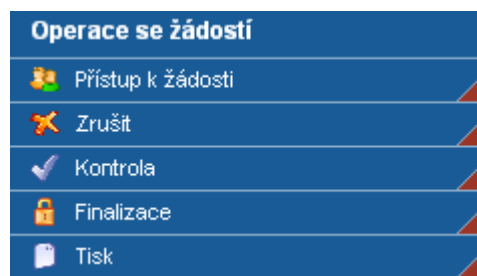 Operace se žádostí
Přístup k žádosti
Zrušit
Kontrola
Finalizace
Tisk